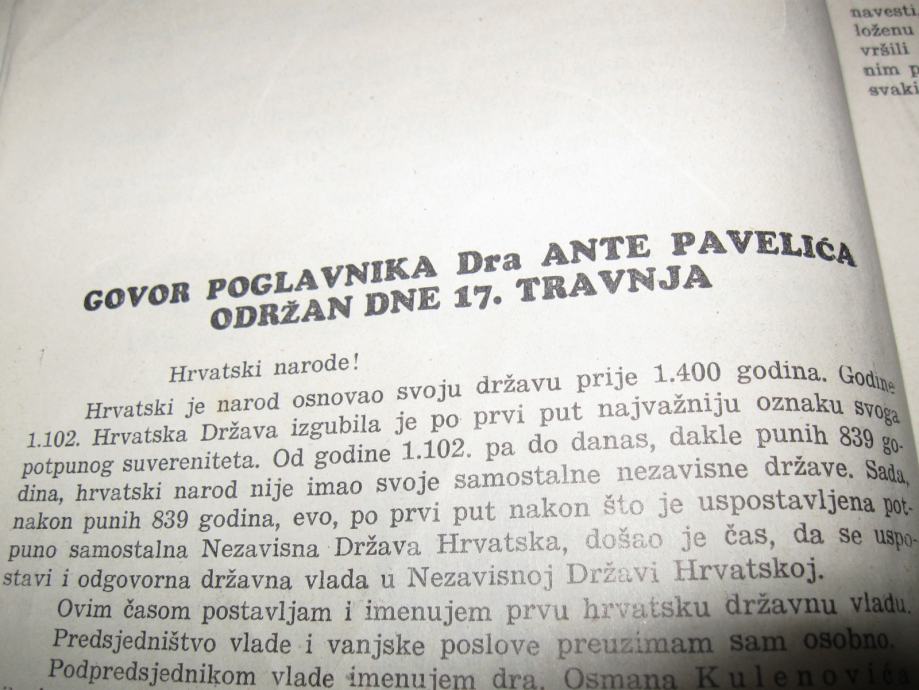 GOVOR POGLAVNIKA Dra ANTE PAVELIĆA
ODRŽAN DNE 17. TRAVNJA
Hrvatski narode!
Hrvatski je narod osnovao svoju državu prije 1.400 godina. Godine
1.102. Hrvatska Država izgubila je po prvi put najvažniju oznaku svoga
potpunog suvereniteta. Od godine 1.102. pa do danas, dakle punih 839 go-
dina, hrvatski narod nije imao svoje samostalne nezavisne države. Sada,
nakon punih 839 godina, evo, po prvi put nakon što je uspostavljena pot-
puno samostalna Nezavisna Država Hrvatska, došao je čas, da se uspo-
stavi i odgovorna državna vlada u Nezavisnoj Državi Hrvatskoj.
Ovim časom postavljam i imenujem prvu hrvatsku državnu vladu.
Predsjedništvo vlade i vanjske poslove preuzimam sam osobno.
Podpredsjednikom vlade imenujem dra. Osmana Kulenovića
navesti
loženu
vršili
nim p
svaki